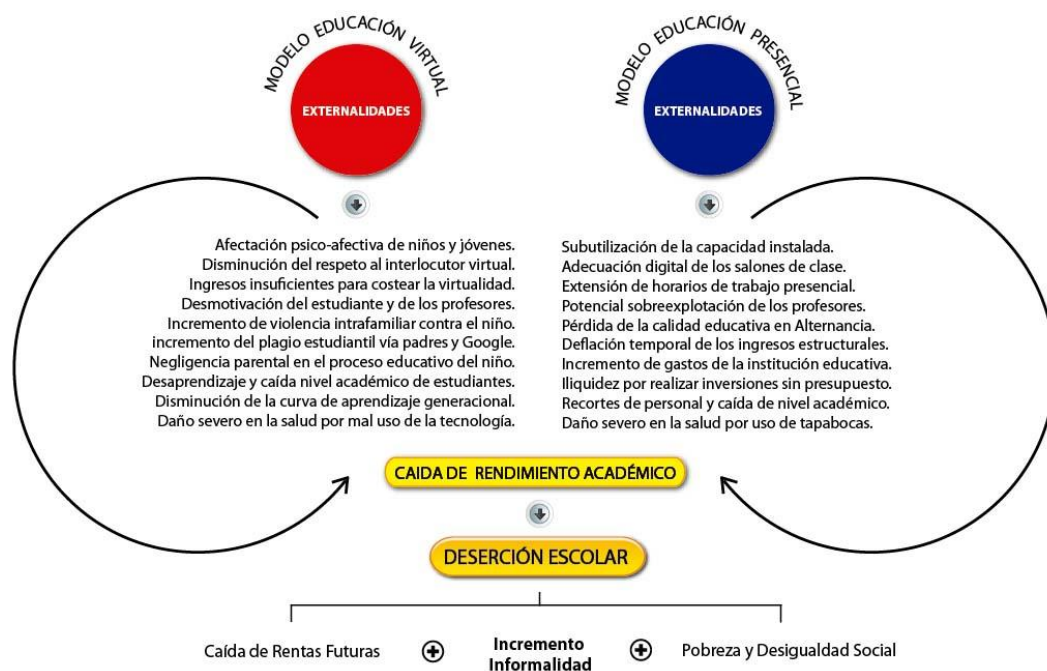 MODELO EDUCACIÓN VIRTUAL
EXTERNALIDADES
Afectación psico-afectiva de niños y jóvenes.
Disminución del respeto al interlocutor virtual.
Ingresos insuficientes para costear la virtualidad.
Desmotivación del estudiante y de los profesores.
Incremento de violencia intrafamiliar contra el niño.
incremento del plagio estudiantil vía padres y Google.
Negligencia parental en el proceso educativo del niño.
Desaprendizaje y caída nivel académico de estudiantes.
Disminución de la curva de aprendizaje generacional.
Daño severo en la salud por mal uso de la tecnología.
MODELO EDUCACIÓN PRESENCIAL
EXTERNALIDADES
Subutilización de la capacidad instalada.
Adecuación digital de los salones de clase.
Extensión de horarios de trabajo presencial.
Potencial sobreexplotación de los profesores.
Pérdida de la calidad educativa en Alternancia.
Deflación temporal de los ingresos estructurales.
Incremento de gastos de la institución educativa.
Iliquidez por realizar inversiones sin presupuesto.
Recortes de personal y caída de nivel académico.
Daño severo en la salud por uso de tapabocas.
CAIDA DE RENDIMIENTO ACADÉMICO
DESERCIÓN ESCOLAR
Caída de Rentas Futuras
Incremento
Informalidad
Pobreza y Desigualdad Social